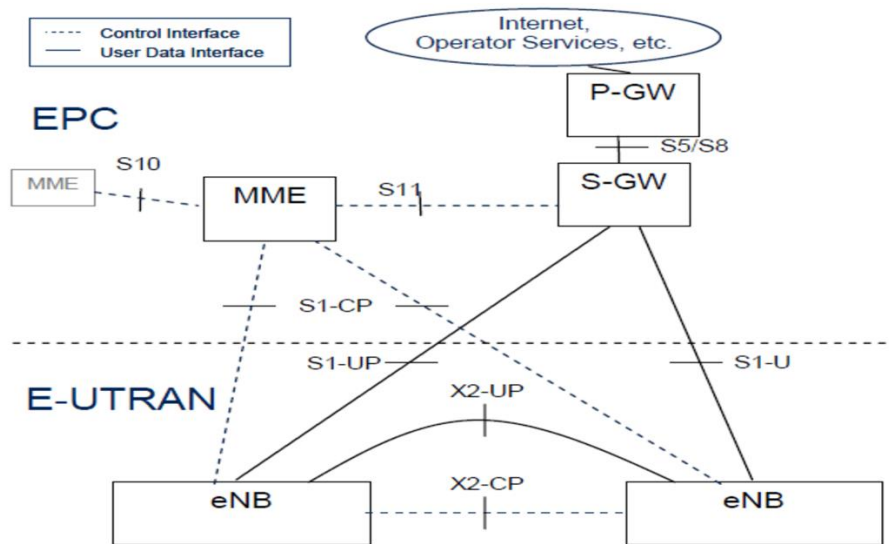 Control Interface
User Data Interface
Internet,
Operator Services, etc.
P-GW
EPC
S5/S8
S10
MME
MME
S11
S-GW
S1-CP
S1-UP
S1-U
E-UTRAN
X2-UP
X2-CP
eNB
eNB